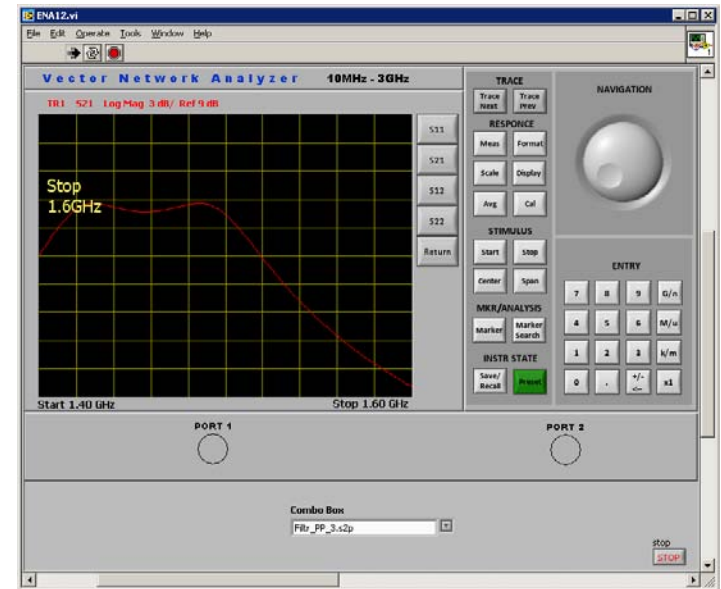 ENA12.vi
File Edit Operate Tools Window Help
Vector Network Analyzer 10MHz - 3GHz
TR1 S21 Log Mag 3 dB/ Ref 9 dB
Stop
1.6GHz
Start 1.40 GHz Stop 1.60 GHz
S11
S21
S12
S22
Return
TRACE
Trace Next
Trace Prev
RESPONCE
Meas Format
Scale Display
Avg Cal
STIMULUS
Start Stop
Center Span
MKR/ANALYSIS
Marker
Marker Search
INSTR STATE
Save/ Recall
Preset
NAVIGATION
ENTRY
7 8 9 G/n
4 5 6 M/u
1 2 3 k/m
0 . +/- <-- x1
PORT 1 PORT 2
Combo Box
Filtr_PP_3.s2p
stop
STOP